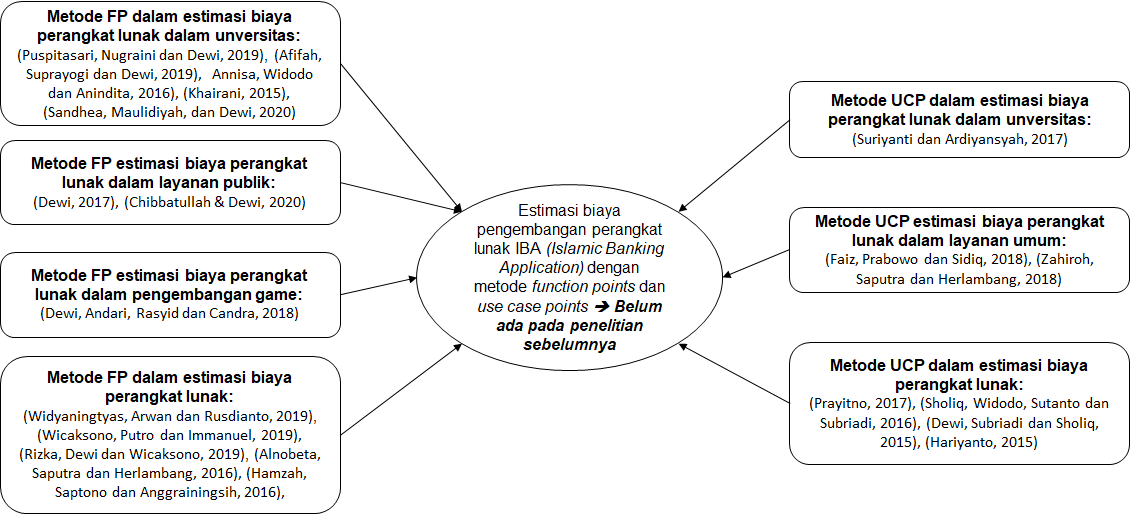 Metode FP dalam estimasi biaya
perangkat lunak dalam unversitas:
(Puspitasari, Nugraini dan Dewi, 2019), (Afifah,
Suprayogi dan Dewi, 2019), Annisa, Widodo
dan Anindita, 2016), (Khairani, 2015),
(Sandhea, Maulidiyah, dan Dewi, 2020)
Metode FP estimasi biaya perangkat
lunak dalam layanan publik:
(Dewi, 2017), (Chibbatullah & Dewi, 2020)
Metode FP estimasi biaya perangkat
lunak dalam pengembangan game:
(Dewi, Andari, Rasyid dan Candra, 2018)
Metode FP dalam estimasi biaya
perangkat lunak:
(Widyaningtyas, Arwan dan Rusdianto, 2019),
(Wicaksono, Putro dan Immanuel, 2019),
(Rizka, Dewi dan Wicaksono, 2019), (Alnobeta,
Saputra dan Herlambang, 2016), (Hamzah,
Saptono dan Anggrainingsih, 2016),
Estimasi biaya
pengembangan perangkat
lunak IBA (Islamic Banking
Application) dengan
metode function points dan
use case points ➔ Belum
ada pada penelitian
sebelumnya
Metode UCP dalam estimasi biaya
perangkat lunak dalam unversitas:
(Suriyanti dan Ardiyansyah, 2017)
Metode UCP estimasi biaya perangkat
lunak dalam layanan umum:
(Faiz, Prabowo dan Sidiq, 2018), (Zahiroh,
Saputra dan Herlambang, 2018)
Metode UCP dalam estimasi biaya
perangkat lunak:
(Prayitno, 2017), (Sholiq, Widodo, Sutanto dan
Subriadi, 2016), (Dewi, Subriadi dan Sholiq,
2015), (Hariyanto, 2015)